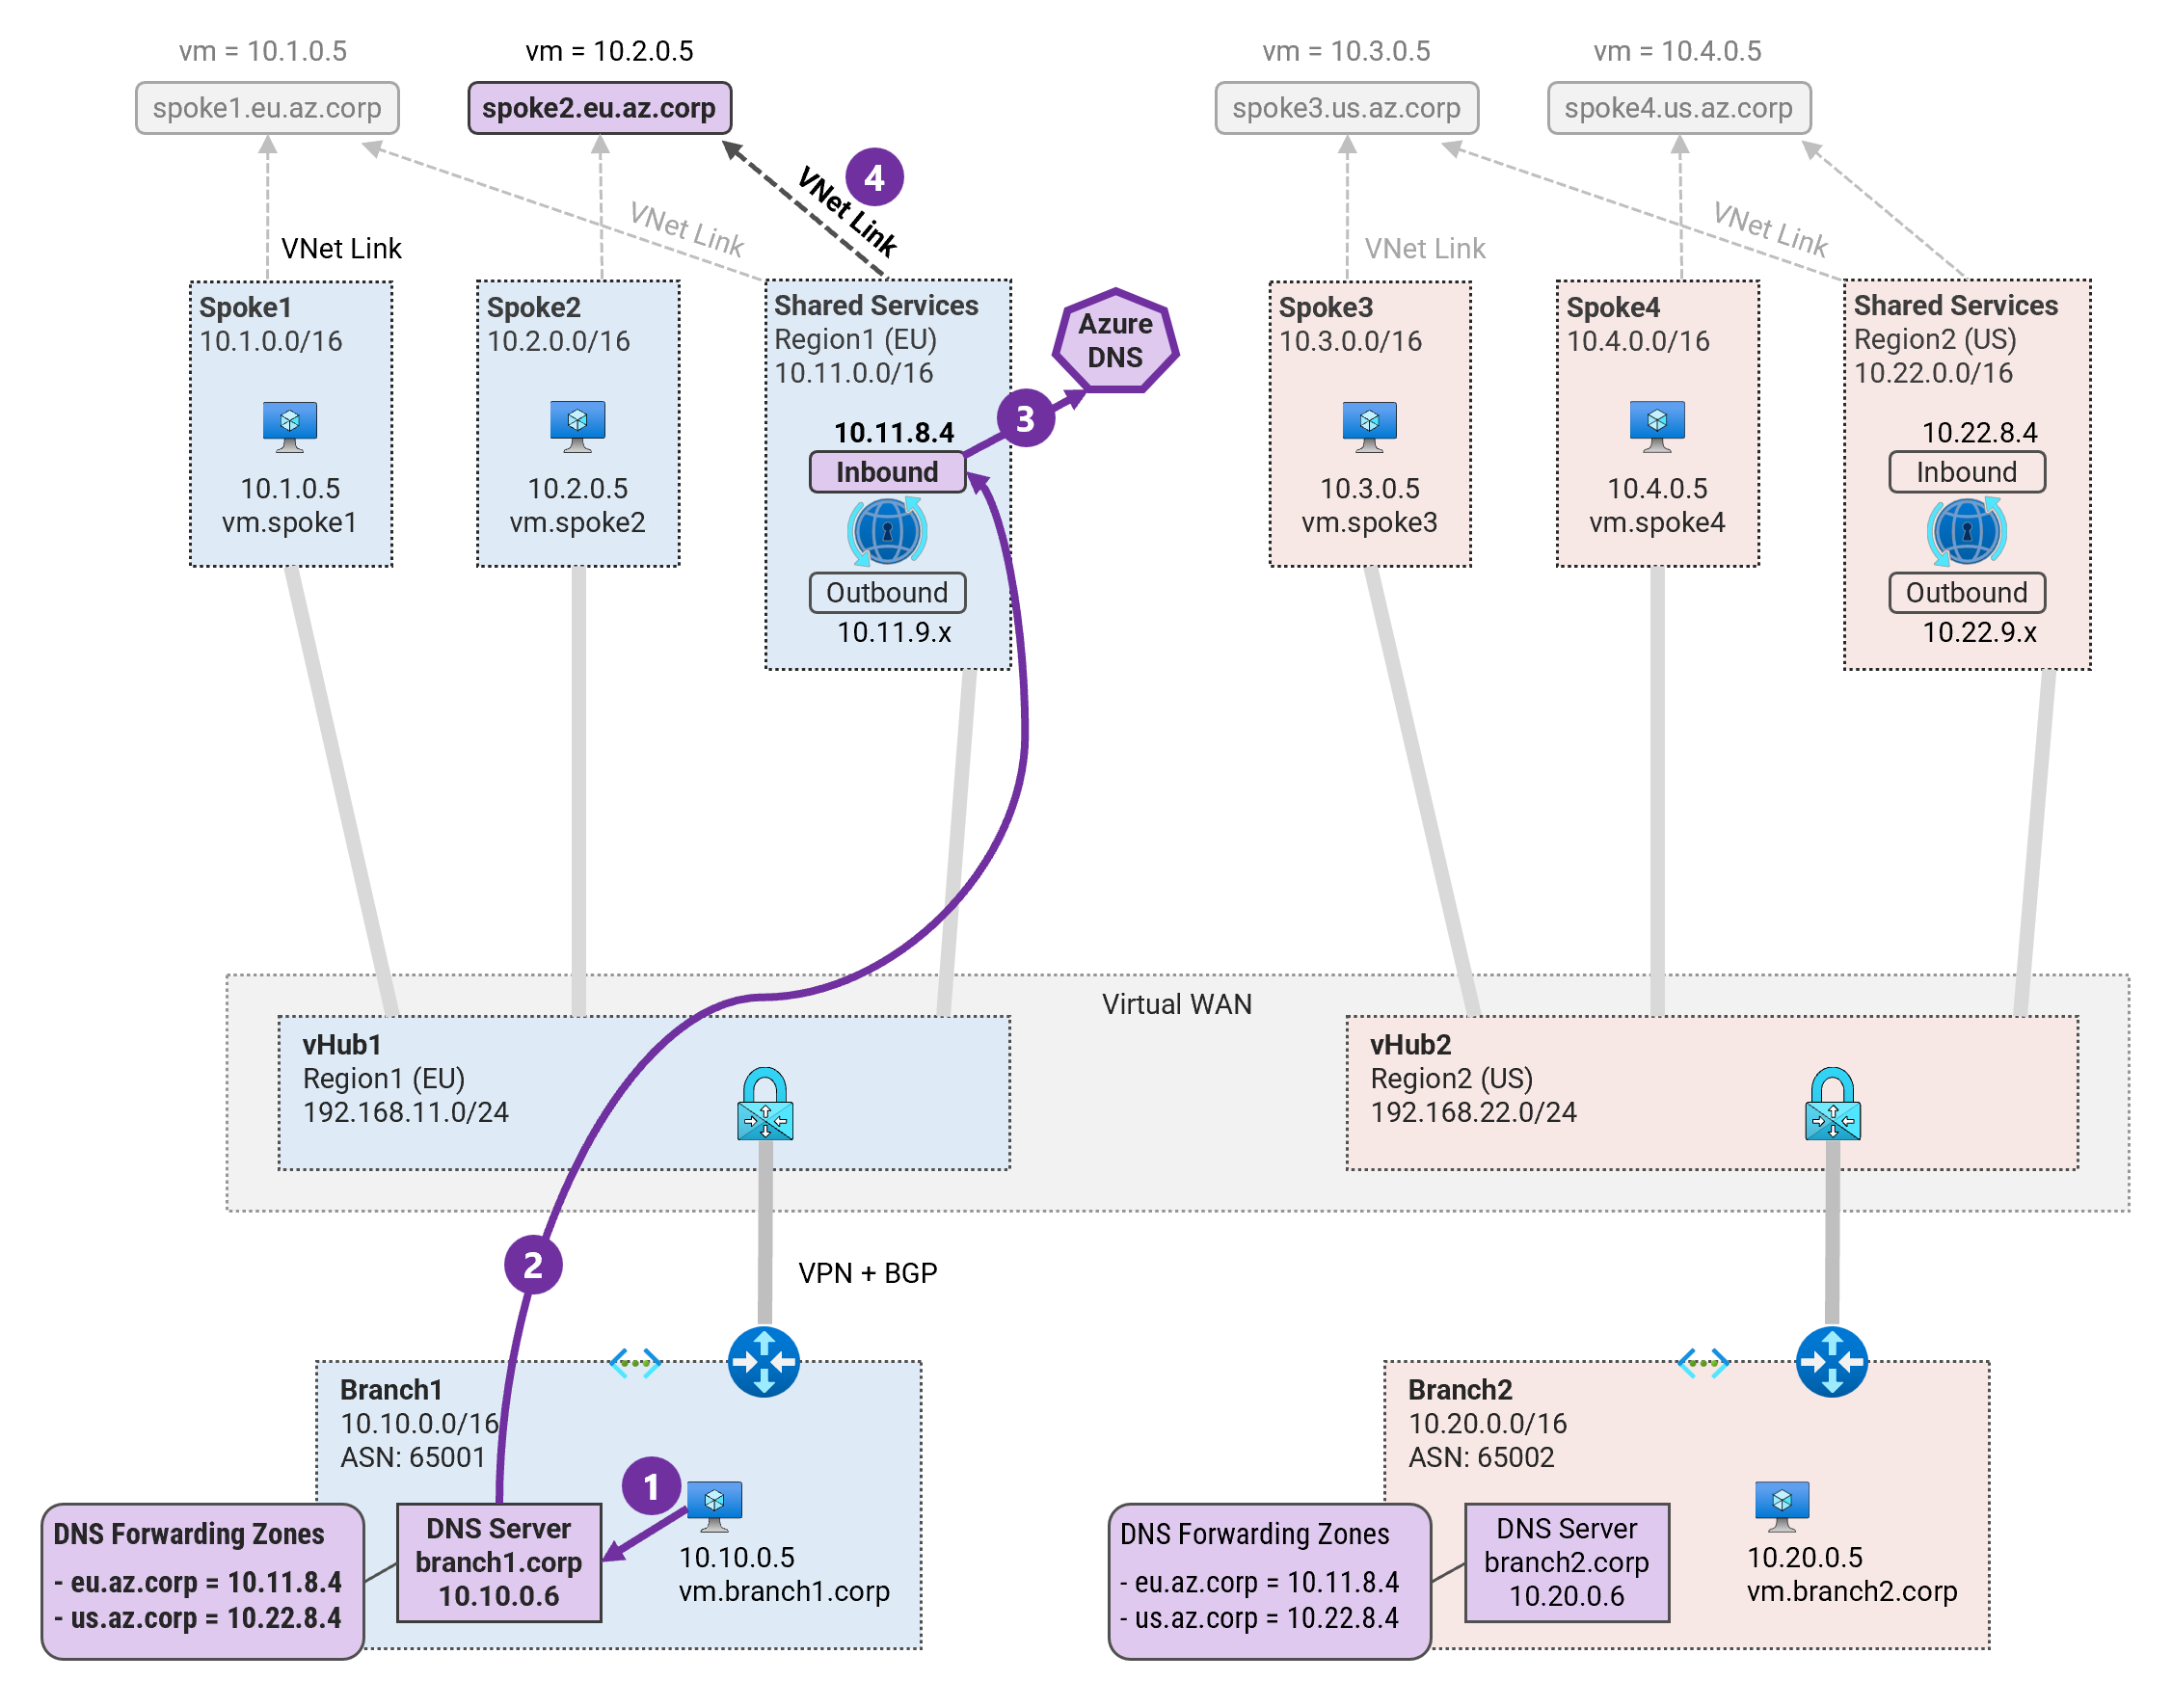 vm = 10.1.0.5
spoke1.eu.az.corp
vm = 10.2.0.5
spoke2.eu.az.corp
vm = 10.3.0.5
spoke3.us.az.corp
vm = 10.4.0.5
spoke4.us.az.corp
4
VNet Link
VNet Link
VNet Link
VNet Link
VNet Link
Spoke1
10.1.0.0/16
10.1.0.5
vm.spoke1
Spoke2
10.2.0.0/16
10.2.0.5
vm.spoke2
Shared Services
Region1 (EU)
10.11.0.0/16
10.11.8.4
Inbound
Outbound
10.11.9.x
3
Azure
DNS
Spoke3
10.3.0.0/16
10.3.0.5
vm.spoke3
Spoke4
10.4.0.0/16
10.4.0.5
vm.spoke4
Shared Services
Region2 (US)
10.22.0.0/16
10.22.8.4
Inbound
Outbound
10.22.9.x
Virtual WAN
vHub1
Region1 (EU)
192.168.11.0/24
vHub2
Region2 (US)
192.168.22.0/24
2
VPN + BGP
Branch1
10.10.0.0/16
ASN: 65001
1
DNS Forwarding Zones
- eu.az.corp = 10.11.8.4
- us.az.corp = 10.22.8.4
DNS Server
branch1.corp
10.10.0.6
10.10.0.5
vm.branch1.corp
Branch2
10.20.0.0/16
ASN: 65002
DNS Forwarding Zones
- eu.az.corp = 10.11.8.4
- us.az.corp = 10.22.8.4
DNS Server
branch2.corp
10.20.0.6
10.20.0.5
vm.branch2.corp